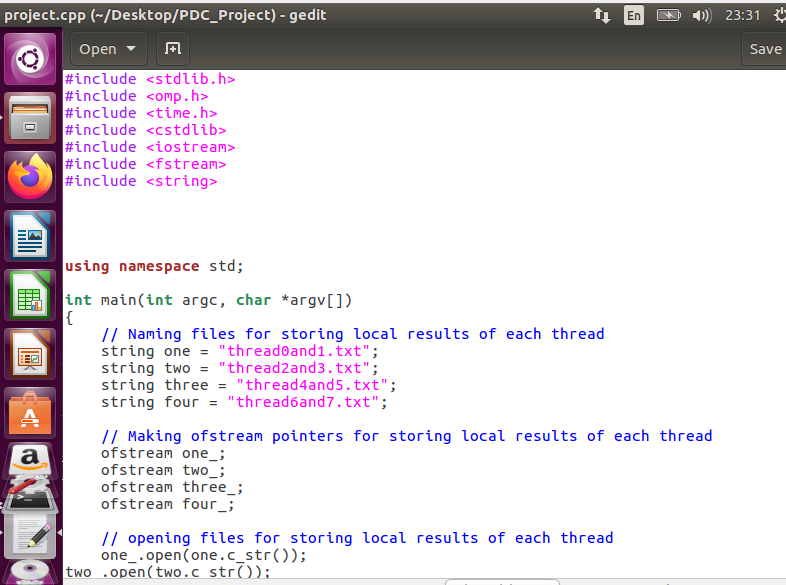 project.cpp (~/Desktop/PDC_Project) - gedit
En
23:31
Open
Save
#include <stdlib.h>
#include <omp.h>
#include <time.h>
#include <cstdlib>
#include <iostream>
#include <fstream>
#include <string>
using namespace std;
int main(int argc, char *argv[])
{
    // Naming files for storing local results of each thread
    string one = "thread0and1.txt";
    string two = "thread2and3.txt";
    string three = "thread4and5.txt";
    string four = "thread6and7.txt";
    // Making ofstream pointers for storing local results of each thread
    ofstream one_;
    ofstream two_;
    ofstream three_;
    ofstream four_;
    // opening files for storing local results of each thread
    one_.open(one.c_str());
two_.open(two.c_str());